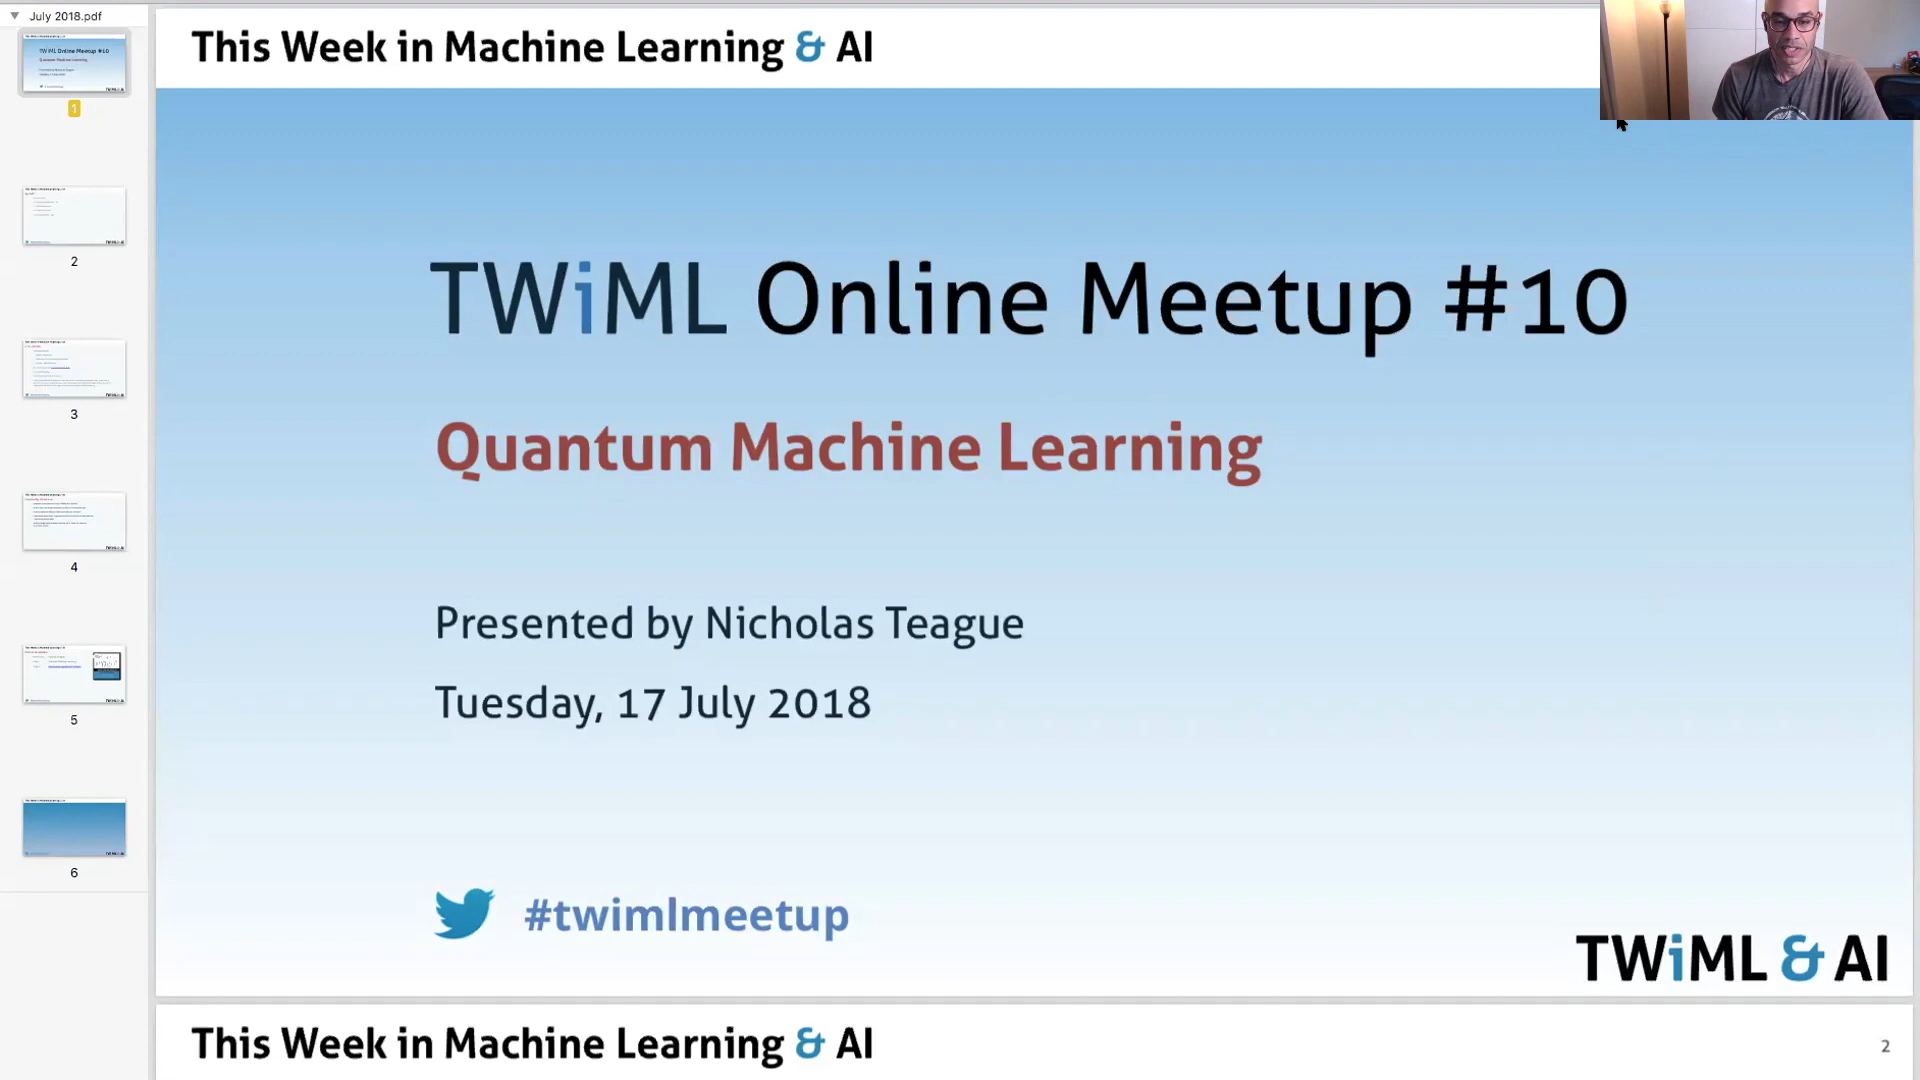 July 2018.pdf
This Week in Machine Learning & AI
TWiML Online Meetup #10
Quantum Machine Learning
Presented by Nicholas Teague
Tuesday, 17 July 2018
#twimlmeetup
TWiML & AI
This Week in Machine Learning & AI
2
1
2
3
4
5
6